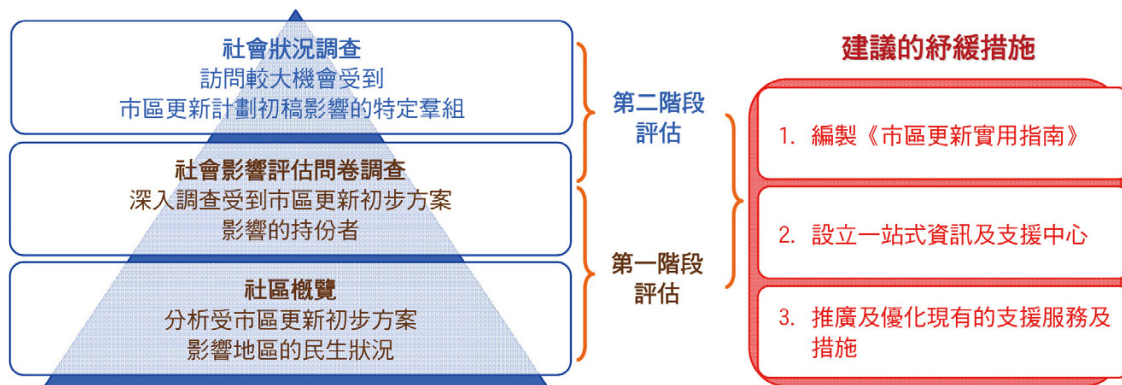 社會狀況調查
訪問較大機會受到
市區更新計劃初稿影響的特定羣組
社會影響評估問卷調查
深入調查受到市區更新初步方案
影響的持份者
社區概覽
分析受市區更新初步方案
影響地區的民生狀況
第二階段
評估
第一階段
評估
建議的紓緩措施
1. 編製《市區更新實用指南》
2. 設立一站式資訊及支援中心
3. 推廣及優化現有的支援服務及
措施